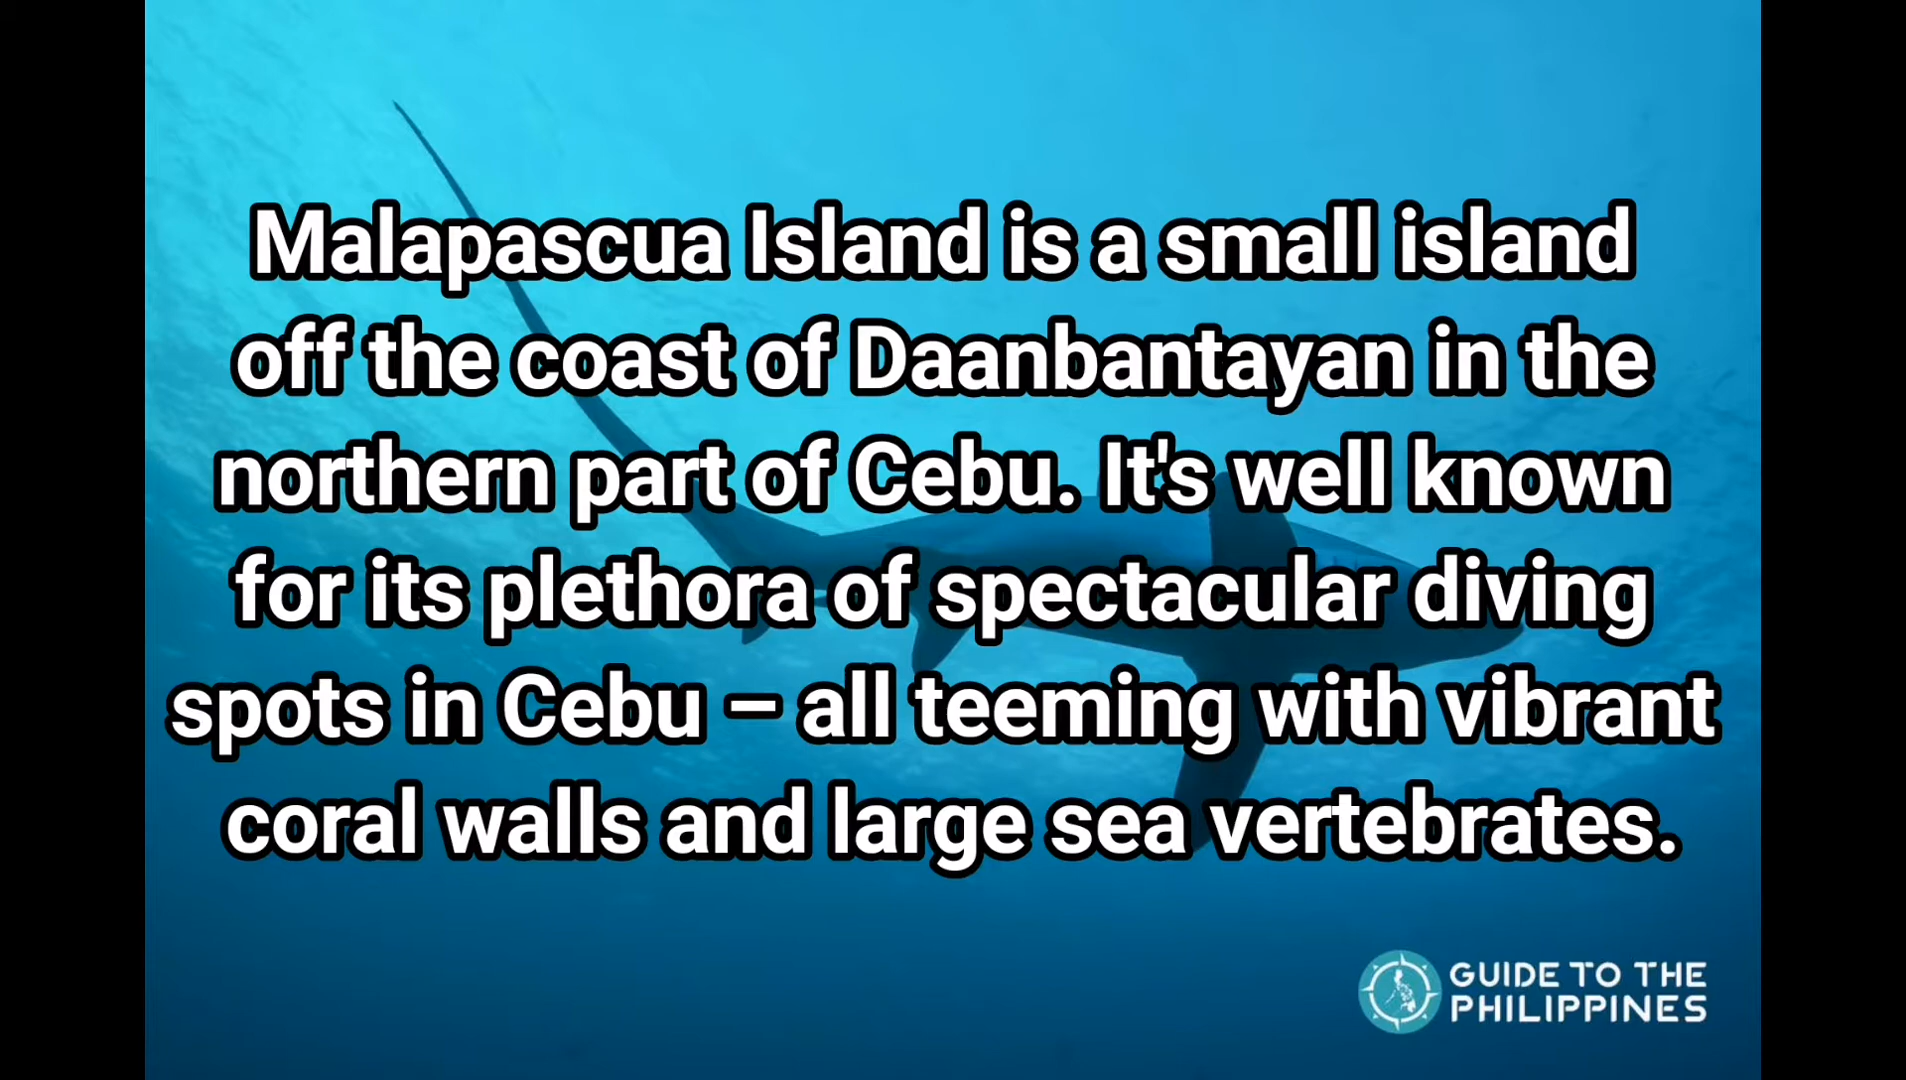 Malapascua Island is a small island
off the coast of Daanbantayan in the
northern part of Cebu. It's well known
for its plethora of spectacular diving
spots in Cebu – all teeming with vibrant
coral walls and large sea vertebrates.
GUIDE TO THE
PHILIPPINES